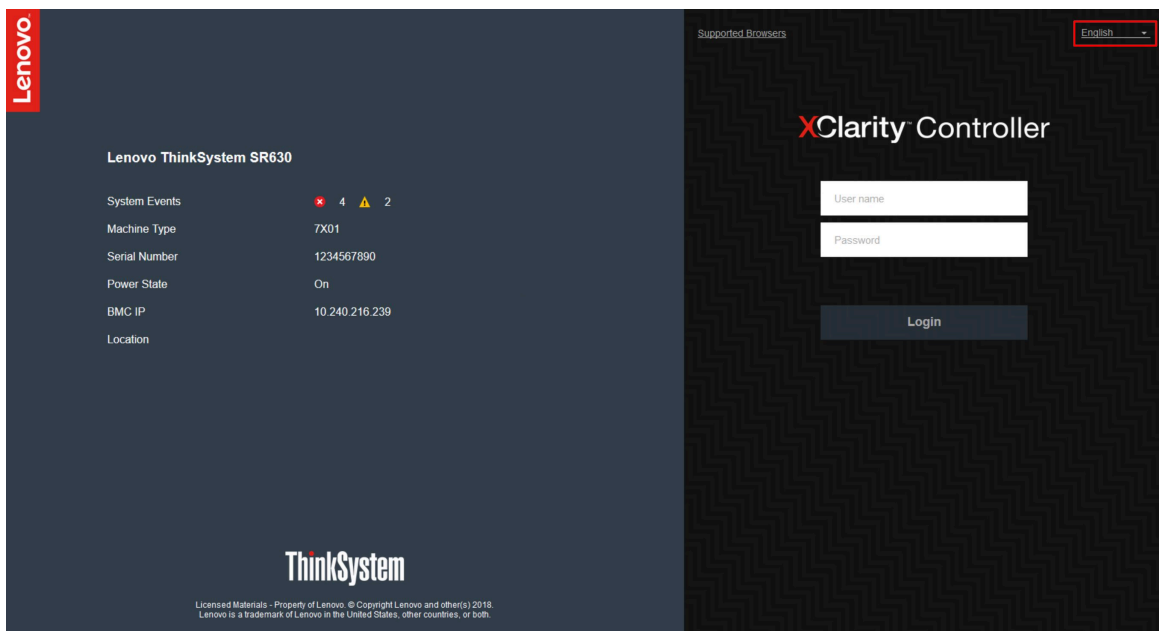 Lenovo
Supported Browsers
English
XClarity™ Controller
Lenovo ThinkSystem SR630
System Events 4 2
Machine Type 7X01
Serial Number 1234567890
Power State On
BMC IP 10.240.216.239
Location
User name
Password
Login
ThinkSystem
Licensed Materials - Property of Lenovo. © Copyright Lenovo and other(s) 2018.
Lenovo is a trademark of Lenovo in the United States, other countries, or both.